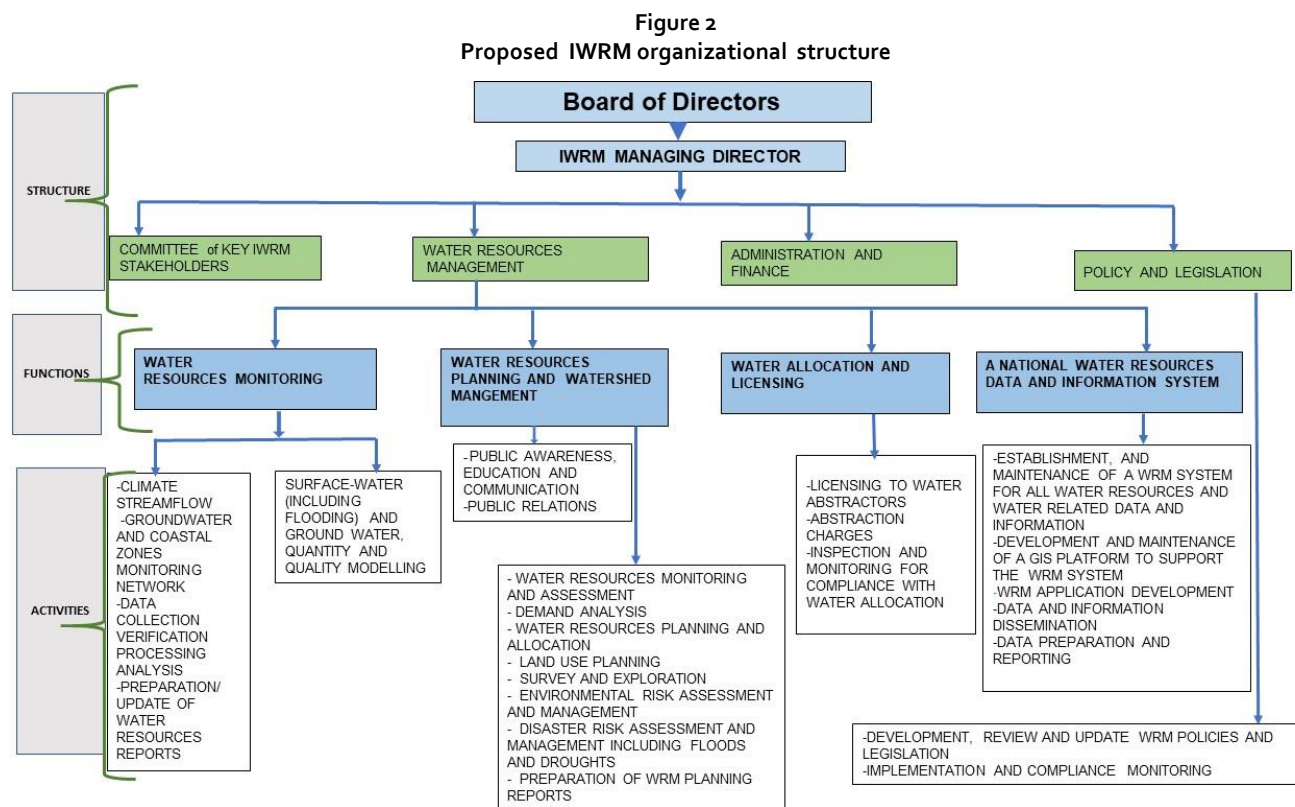 Figure 2
Proposed IWRM organizational structure
Board of Directors
IWRM MANAGING DIRECTOR
STRUCTURE
COMMITTEE of KEY IWRM
STAKEHOLDERS
WATER RESOURCES
MANAGEMENT
ADMINISTRATION AND
FINANCE
POLICY AND LEGISLATION
FUNCTIONS
WATER
RESOURCES MONITORING
WATER RESOURCES
PLANNING AND WATERSHED
MANGEMENT
WATER ALLOCATION AND
LICENSING
A NATIONAL WATER RESOURCES
DATA AND INFORMATION SYSTEM
ACTIVITIES
-CLIMATE
STREAMFLOW
-GROUNDWATER
AND COASTAL
ZONES
MONITORING
NETWORK
-DATA
COLLECTION
VERIFICATION
PROCESSING
ANALYSIS
-PREPARATION/
UPDATE OF
WATER
RESOURCES
REPORTS
SURFACE-WATER
(INCLUDING
FLOODING) AND
GROUND WATER,
QUANTITY AND
QUALITY MODELLING
-PUBLIC AWARENESS,
EDUCATION AND
COMMUNICATION
-PUBLIC RELATIONS
- WATER RESOURCES MONITORING
AND ASSESSMENT
- DEMAND ANALYSIS
- WATER RESOURCES PLANNING AND
ALLOCATION
- LAND USE PLANNING
- SURVEY AND EXPLORATION
- ENVIRONMENTAL RISK ASSESSMENT
AND MANAGEMENT
- DISASTER RISK ASSESSMENT AND
MANAGEMENT INCLUDING FLOODS
AND DROUGHTS
- PREPARATION OF WRM PLANNING
REPORTS
-LICENSING TO WATER
ABSTRACTORS
-ABSTRACTION
CHARGES
-INSPECTION AND
MONITORING FOR
COMPLIANCE WITH
WATER ALLOCATION
-ESTABLISHMENT, AND
MAINTENANCE OF A WRM SYSTEM
FOR ALL WATER RESOURCES AND
WATER RELATED DATA AND
INFORMATION
-DEVELOPMENT AND MAINTENANCE
OF A GIS PLATFORM TO SUPPORT
THE WRM SYSTEM
-WRM APPLICATION DEVELOPMENT
-DATA AND INFORMATION
DISSEMINATION
-DATA PREPARATION AND
REPORTING
-DEVELOPMENT, REVIEW AND UPDATE WRM POLICIES AND
LEGISLATION
-IMPLEMENTATION AND COMPLIANCE MONITORING